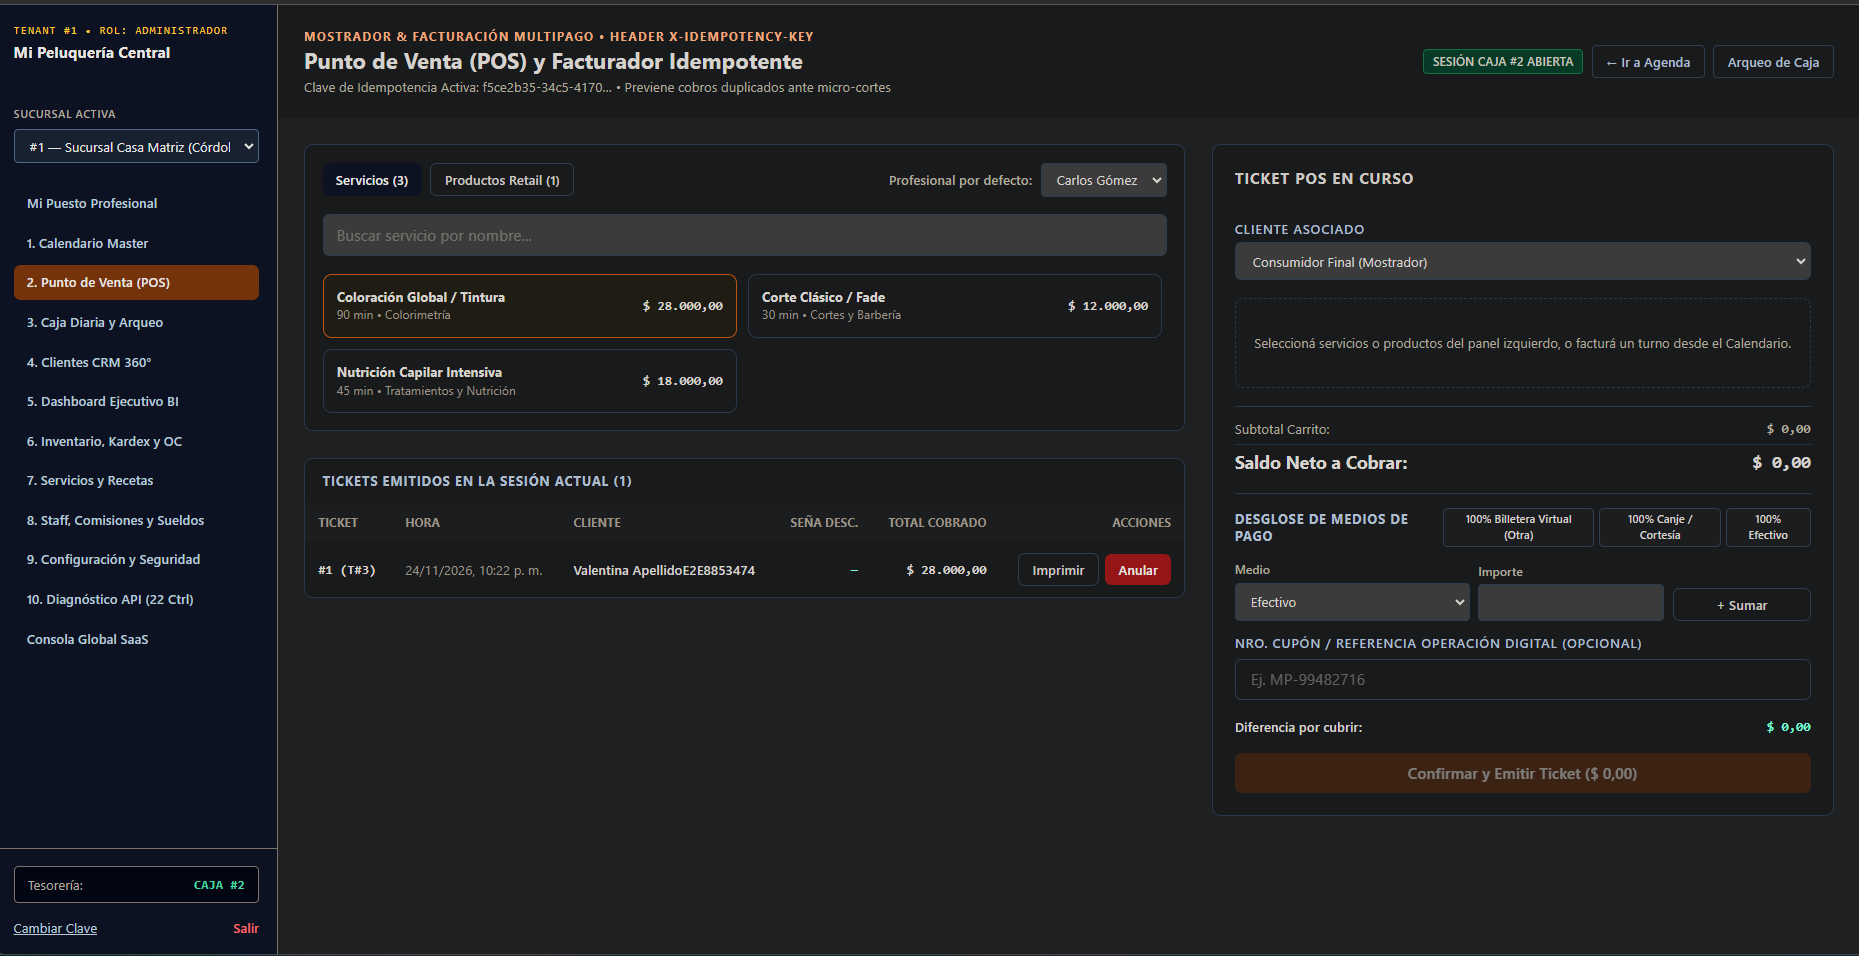 TENANT #1 • ROL: ADMINISTRADOR
Mi Peluquería Central
SUCURSAL ACTIVA
#1 — Sucursal Casa Matriz (Córdol
Mi Puesto Profesional
1. Calendario Master
2. Punto de Venta (POS)
3. Caja Diaria y Arqueo
4. Clientes CRM 360°
5. Dashboard Ejecutivo BI
6. Inventario, Kardex y OC
7. Servicios y Recetas
8. Staff, Comisiones y Sueldos
9. Configuración y Seguridad
10. Diagnóstico API (22 Ctrl)
Consola Global SaaS
Tesorería: CAJA #2
Cambiar Clave Salir
MOSTRADOR & FACTURACIÓN MULTIPAGO • HEADER X-IDEMPOTENCY-KEY
Punto de Venta (POS) y Facturador Idempotente
Clave de Idempotencia Activa: f5ce2b35-34c5-4170... • Previene cobros duplicados ante micro-cortes
SESIÓN CAJA #2 ABIERTA ← Ir a Agenda Arqueo de Caja
Servicios (3) Productos Retail (1) Profesional por defecto: Carlos Gómez
Buscar servicio por nombre...
Coloración Global / Tintura
90 min • Colorimetría
$ 28.000,00
Corte Clásico / Fade
30 min • Cortes y Barbería
$ 12.000,00
Nutrición Capilar Intensiva
45 min • Tratamientos y Nutrición
$ 18.000,00
TICKETS EMITIDOS EN LA SESIÓN ACTUAL (1)
TICKET HORA CLIENTE SEÑA DESC. TOTAL COBRADO ACCIONES
#1 (T#3) 24/11/2026, 10:22 p. m. Valentina ApellidoE2E8853474 — $ 28.000,00 Imprimir Anular
TICKET POS EN CURSO
CLIENTE ASOCIADO
Consumidor Final (Mostrador)
Seleccioná servicios o productos del panel izquierdo, o facturá un turno desde el Calendario.
Subtotal Carrito: $ 0,00
Saldo Neto a Cobrar: $ 0,00
DESGLOSE DE MEDIOS DE
PAGO
100% Billetera Virtual
(Otra)
100% Canje /
Cortesía
100%
Efectivo
Medio Importe
Efectivo + Sumar
NRO. CUPÓN / REFERENCIA OPERACIÓN DIGITAL (OPCIONAL)
Ej. MP-99482716
Diferencia por cubrir: $ 0,00
Confirmar y Emitir Ticket ($ 0,00)